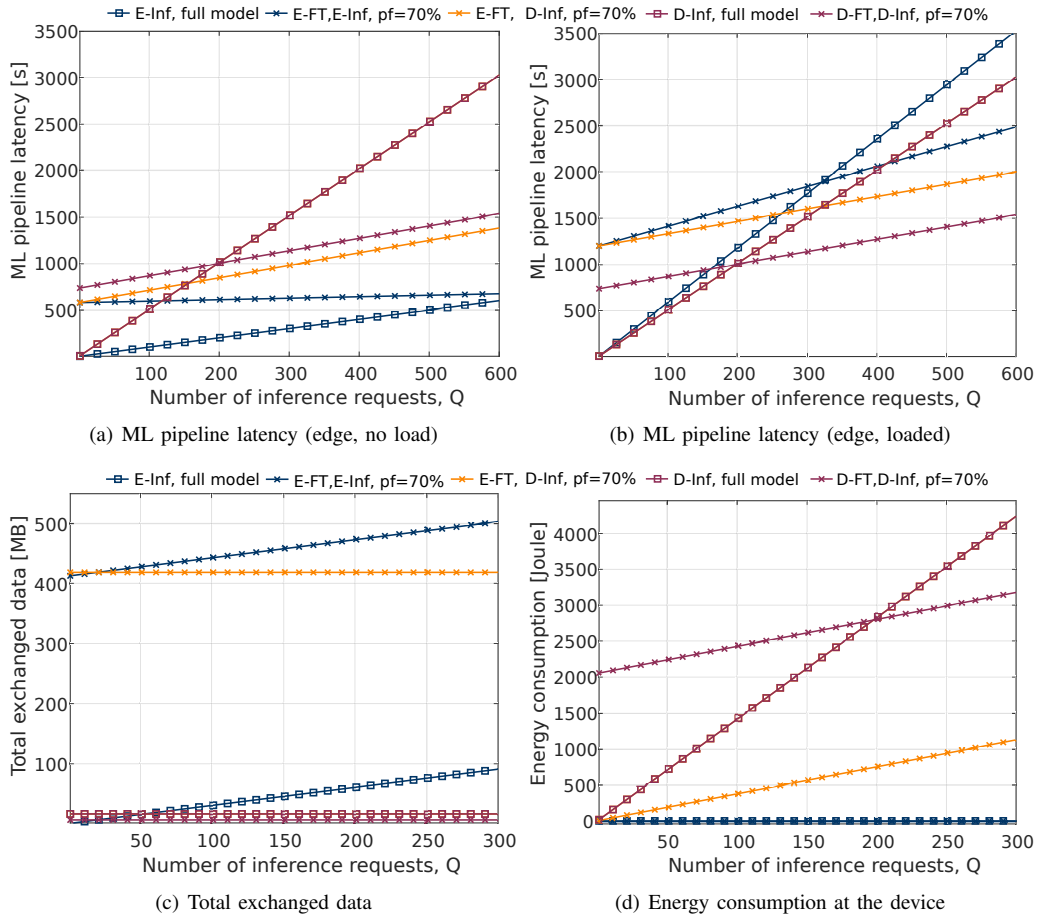 E-Inf, full model E-FT,E-Inf, pf=70% E-FT, D-Inf, pf=70% D-Inf, full model D-FT,D-Inf, pf=70%
3500
3000
2500
2000
1500
1000
500
100 200 300 400 500 600
ML pipeline latency [s]
Number of inference requests, Q
(a) ML pipeline latency (edge, no load)
3500
3000
2500
2000
1500
1000
500
100 200 300 400 500 600
ML pipeline latency [s]
Number of inference requests, Q
(b) ML pipeline latency (edge, loaded)
E-Inf, full model E-FT,E-Inf, pf=70% E-FT, D-Inf, pf=70% D-Inf, full model D-FT,D-Inf, pf=70%
500
400
300
200
100
50 100 150 200 250 300
Total exchanged data [MB]
Number of inference requests, Q
(c) Total exchanged data
4000
3500
3000
2500
2000
1500
1000
500
0
50 100 150 200 250 300
Energy consumption [Joule]
Number of inference requests, Q
(d) Energy consumption at the device